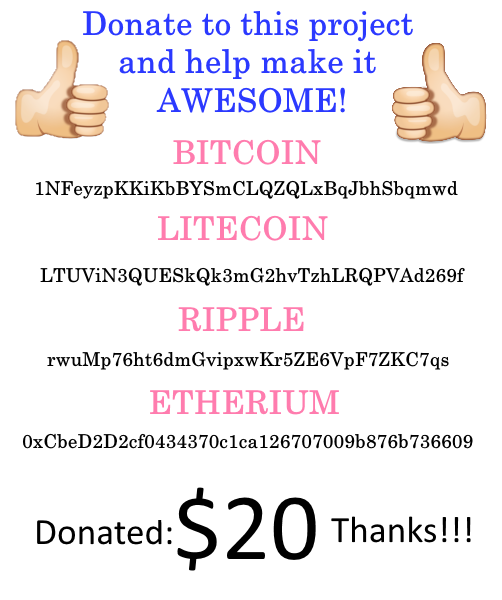 Donate to this project
and help make it
AWESOME!
BITCOIN
1NFeyzpKKiKbBYSmCLQZQLxBqJbhSbqmwd
LITECOIN
LTUViN3QUESkQk3mG2hvTzhLRQPVAd269f
RIPPLE
rwuMp76ht6dmGvipxwKr5ZE6VpF7ZKC7qs
ETHERIUM
0xCbeD2D2cf0434370c1ca126707009b876b736609
Donated: $20 Thanks!!!